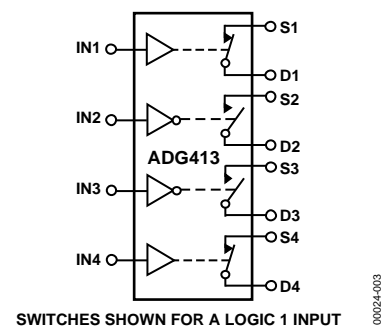 S1
IN1
D1
S2
IN2
D2
ADG413
S3
IN3
D3
S4
IN4
D4
SWITCHES SHOWN FOR A LOGIC 1 INPUT
00024-003